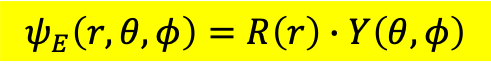 ψ_E(r, θ, ϕ) = R(r) · Y(θ, ϕ)